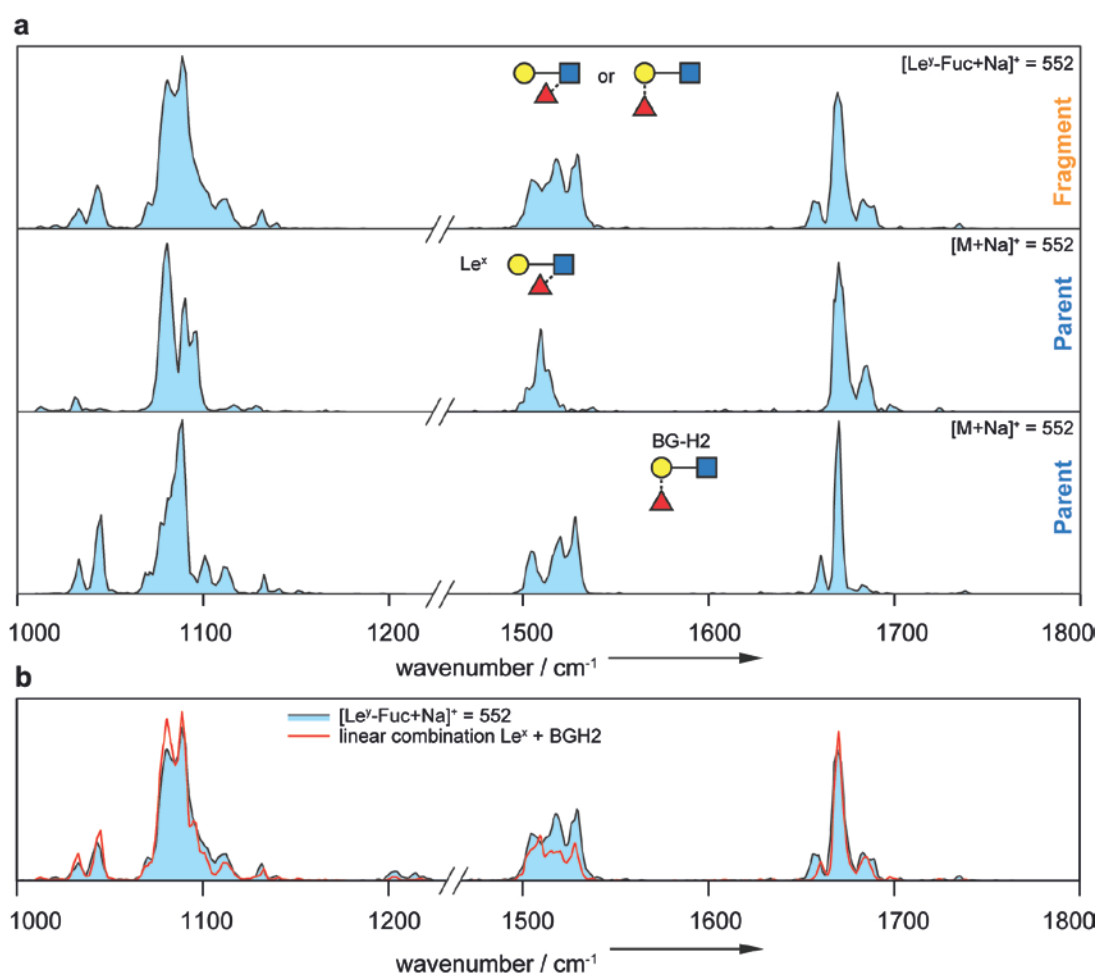 a
[Leʸ-Fuc+Na]⁺ = 552
or
Fragment
[M+Na]⁺ = 552
Leˣ
Parent
[M+Na]⁺ = 552
BG-H2
Parent
1000 1100 1200 1500 1600 1700 1800
wavenumber / cm⁻¹
b
[Leʸ-Fuc+Na]⁺ = 552
linear combination Leˣ + BGH2
1000 1100 1200 1500 1600 1700 1800
wavenumber / cm⁻¹